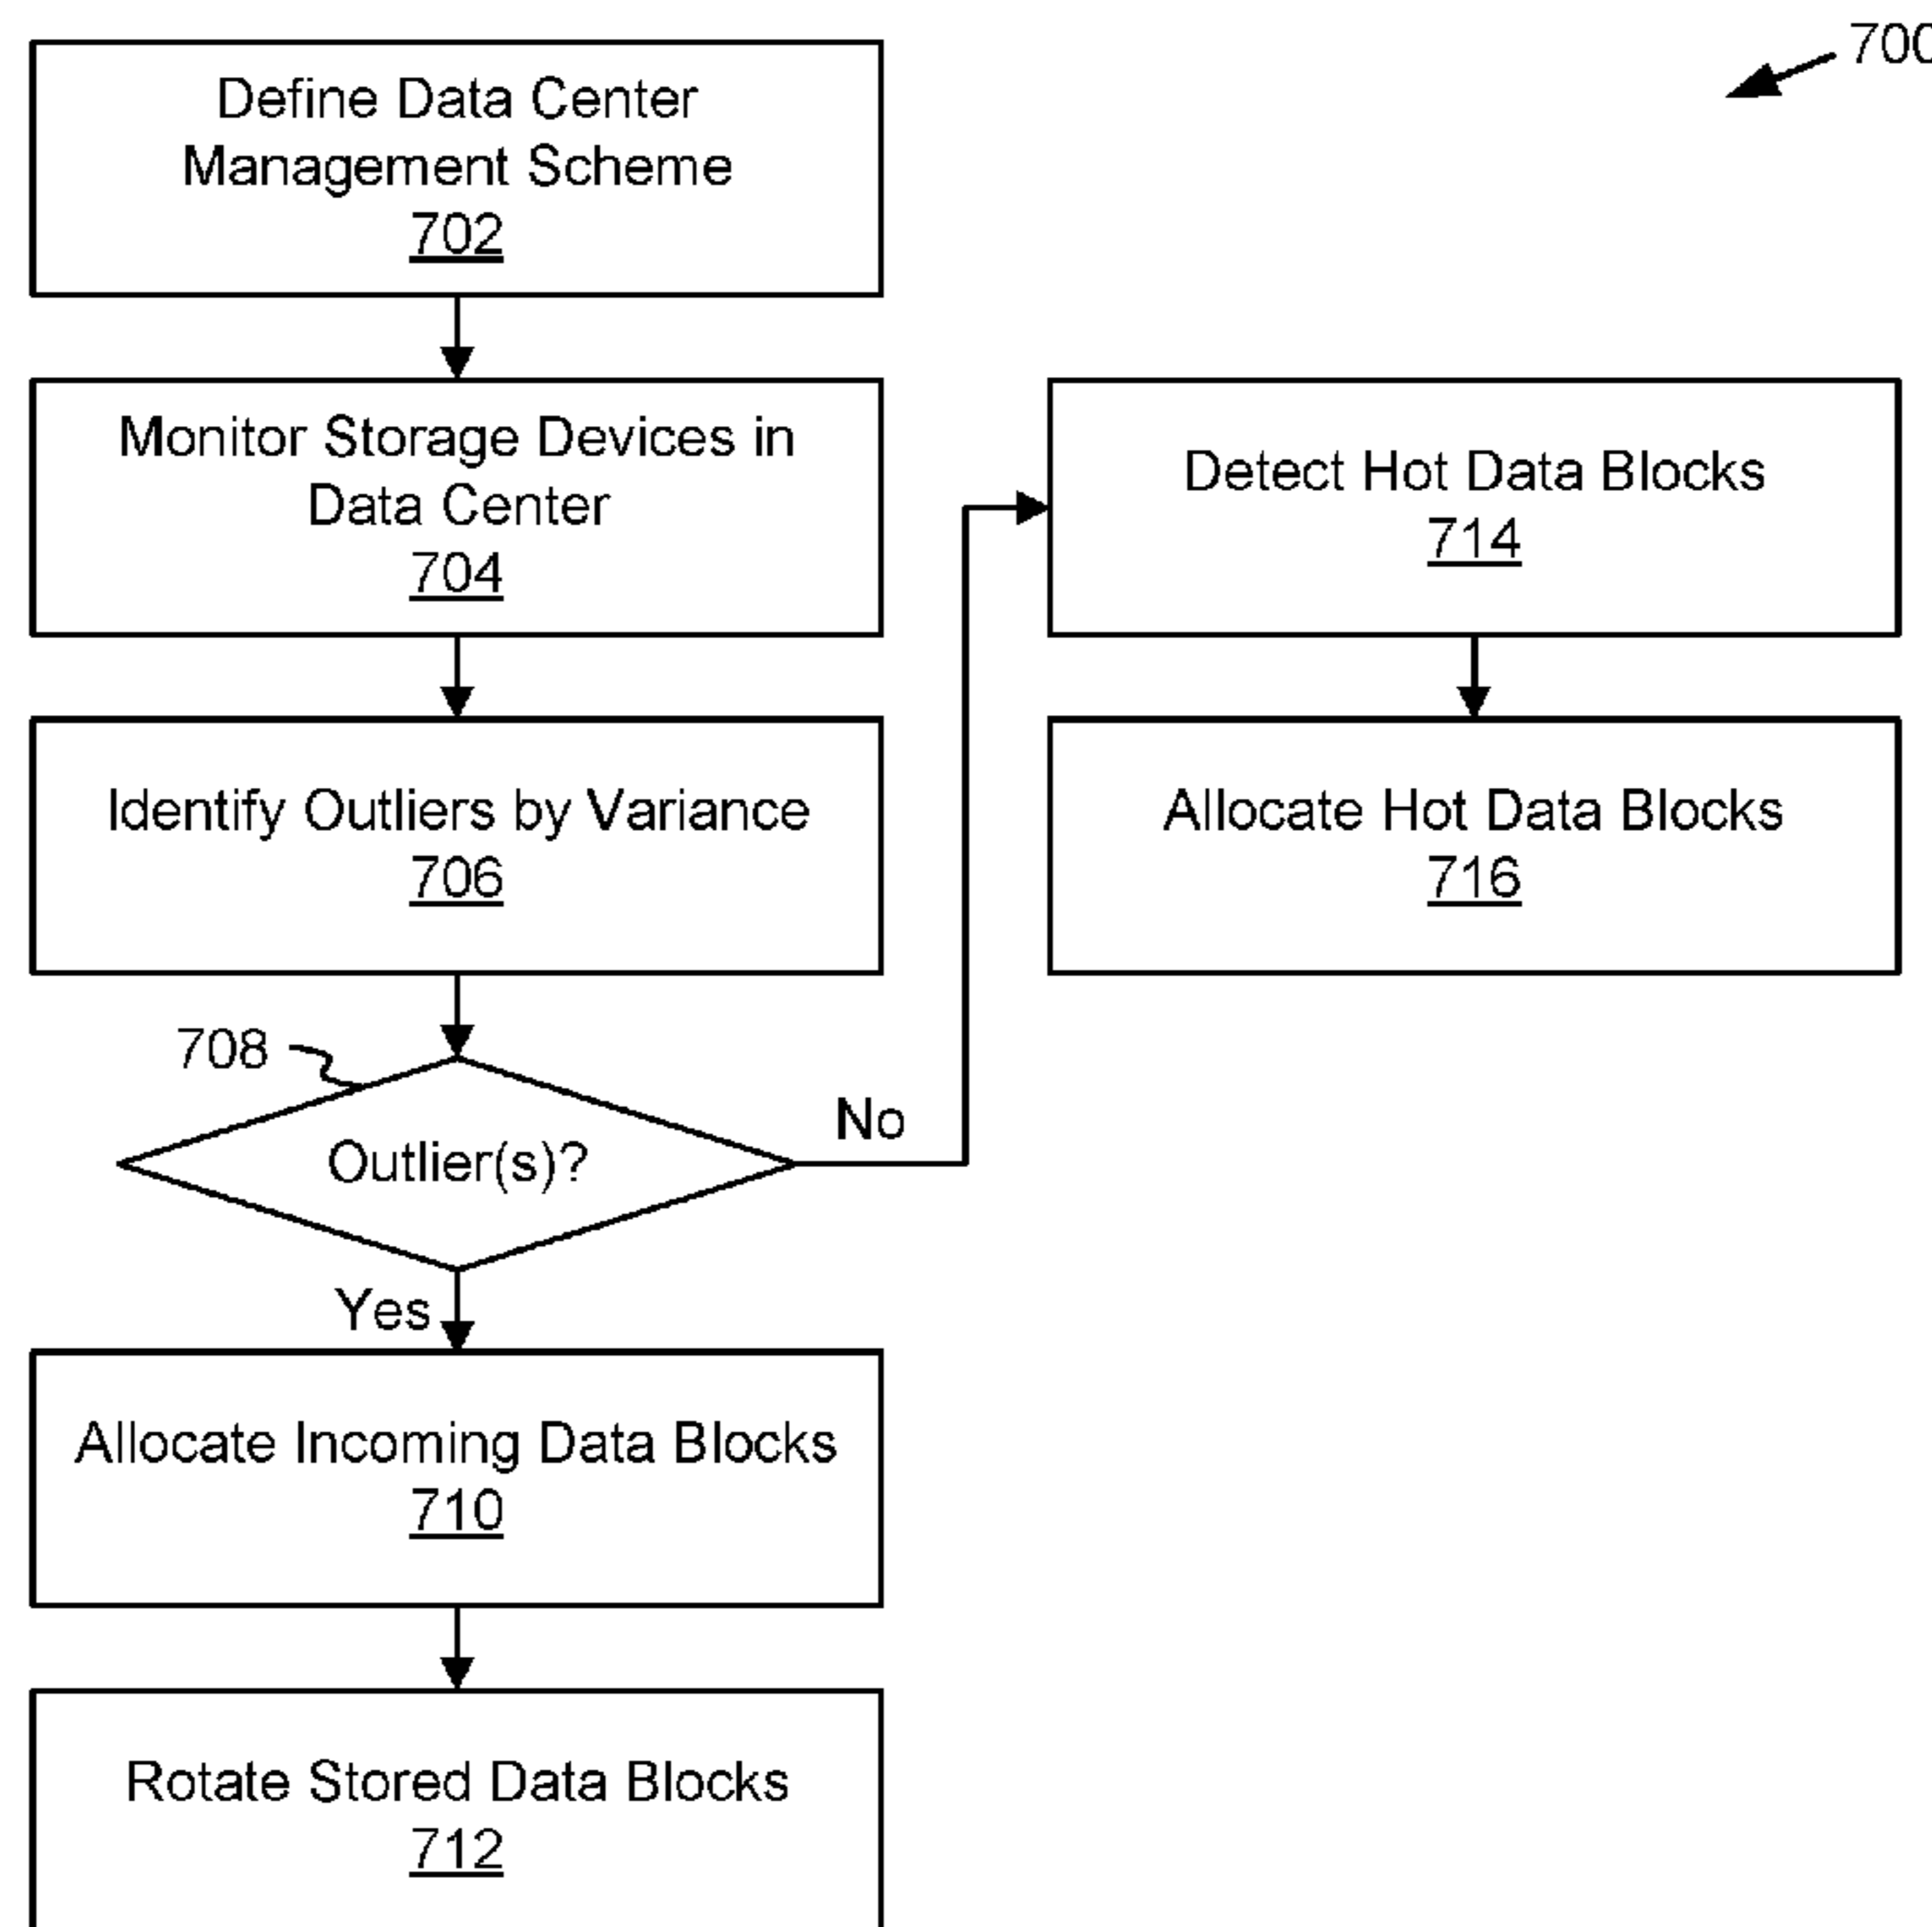 700
Define Data Center
Management Scheme
702
Monitor Storage Devices in
Data Center
704
Identify Outliers by Variance
706
708
Outlier(s)?
No
Yes
Allocate Incoming Data Blocks
710
Rotate Stored Data Blocks
712
Detect Hot Data Blocks
714
Allocate Hot Data Blocks
716